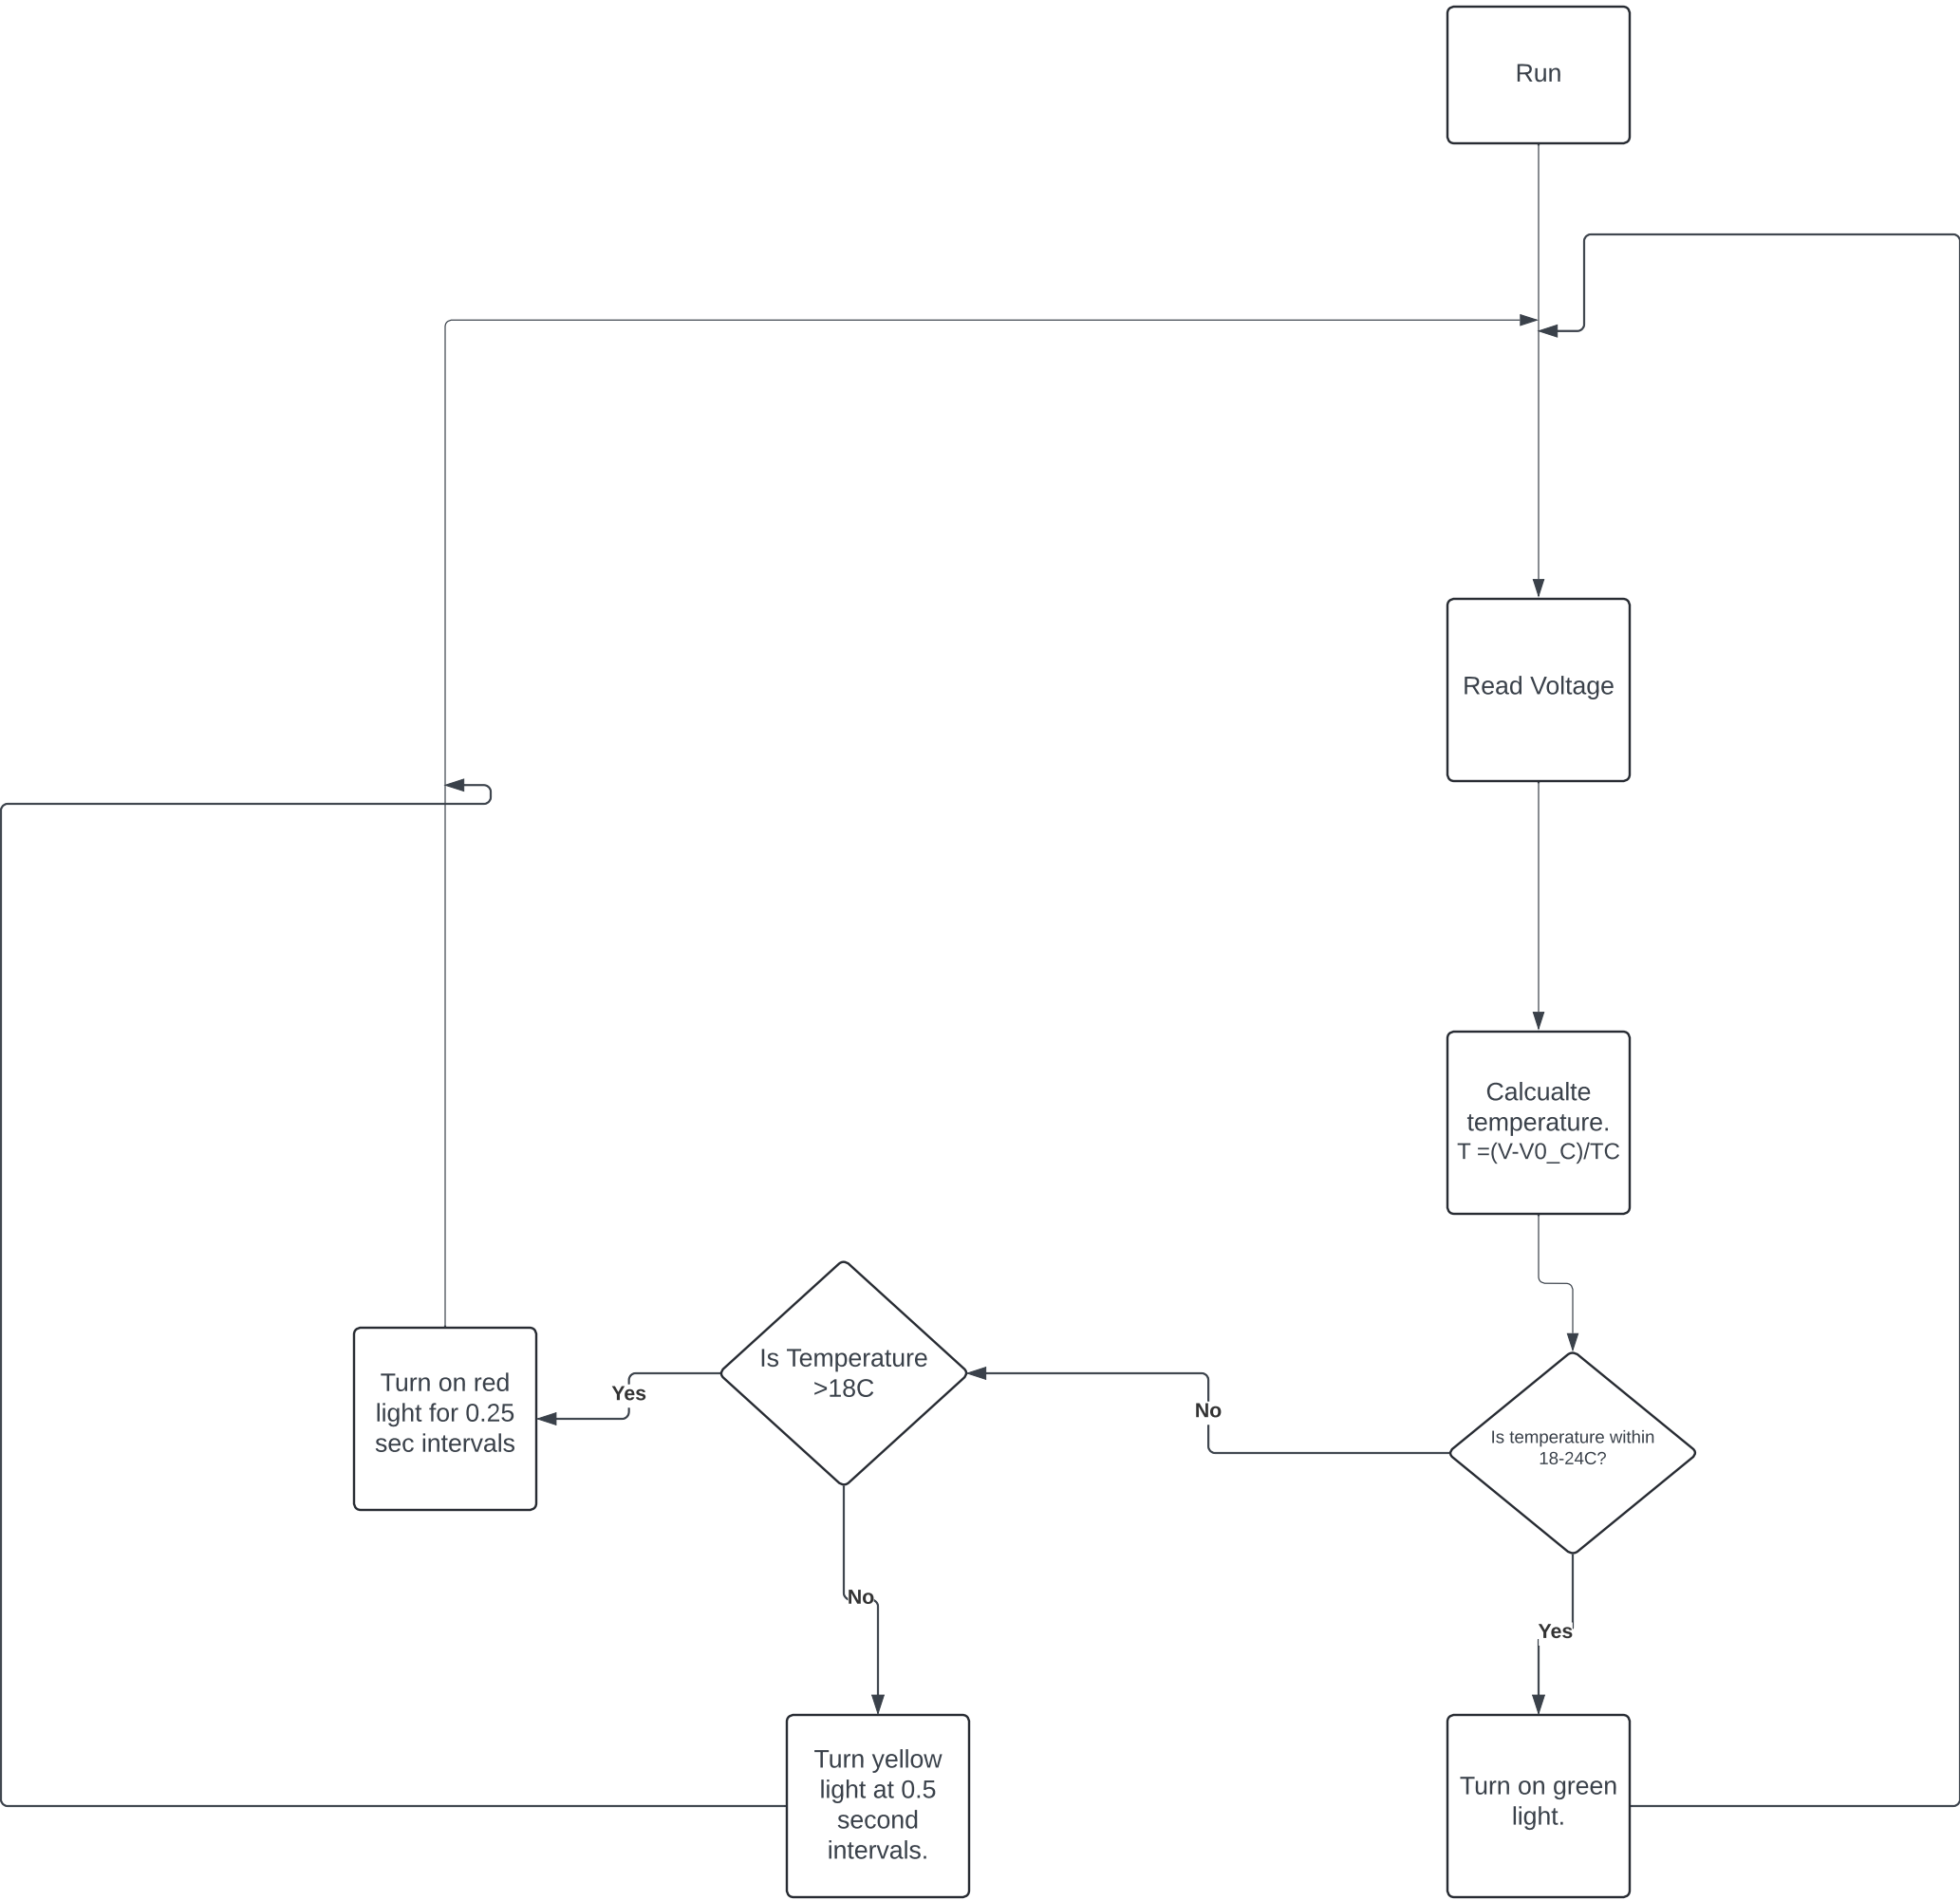 Run
Read Voltage
Calcualte
temperature.
T =(V-V0_C)/TC
Is temperature within
18-24C?
No
Yes
Is Temperature
>18C
Yes
No
Turn on red
light for 0.25
sec intervals
Turn yellow
light at 0.5
second
intervals.
Turn on green
light.